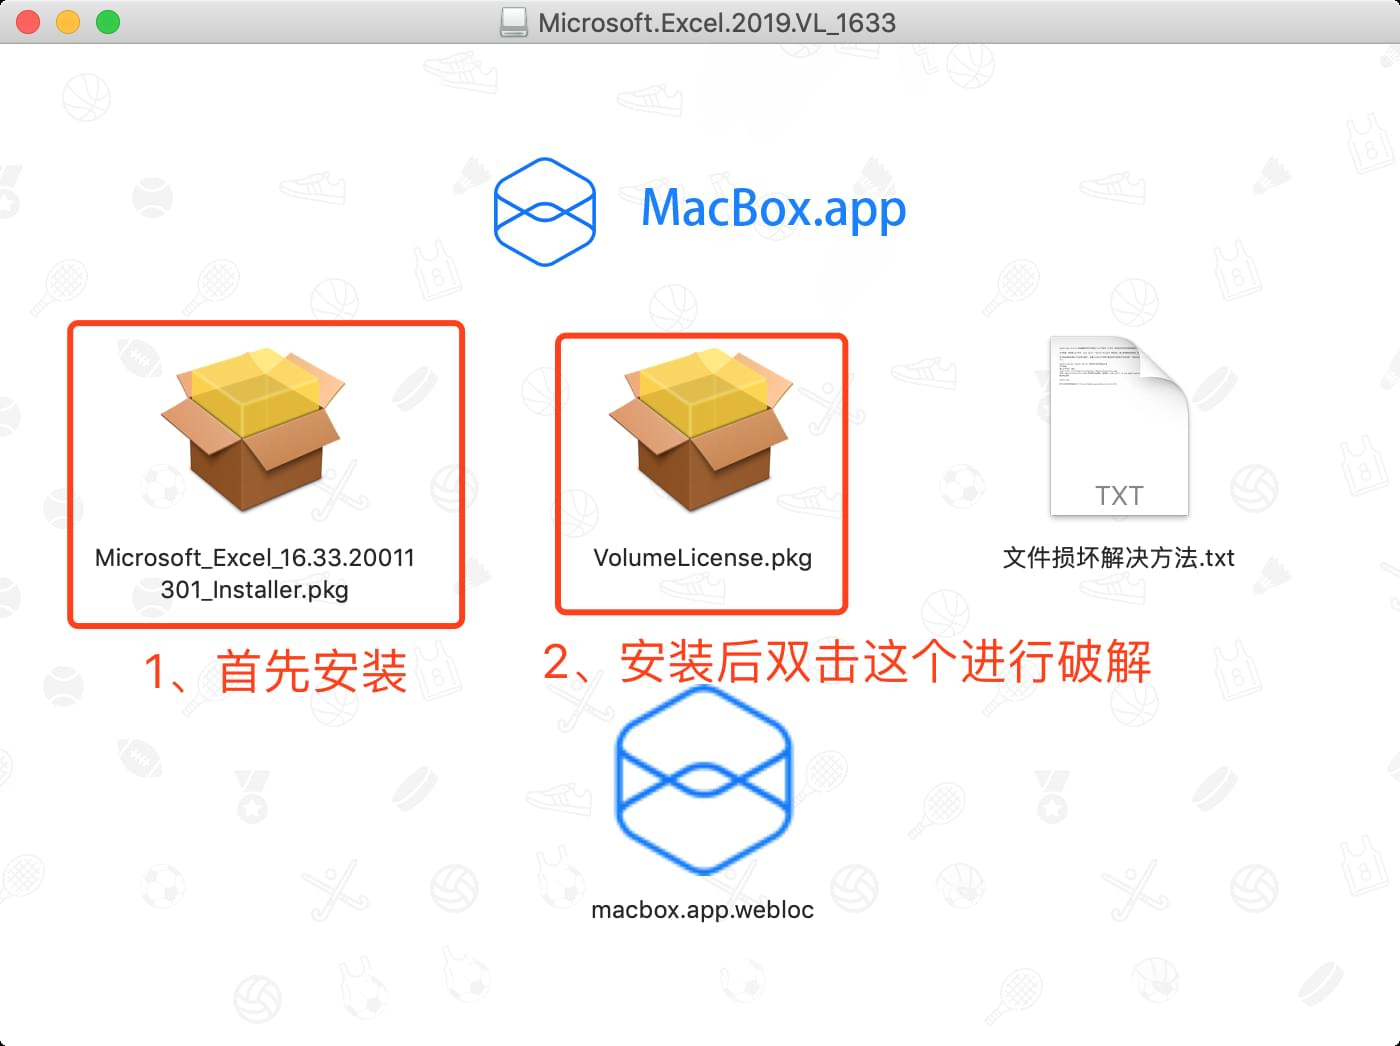 Microsoft.Excel.2019.VL_1633
MacBox.app
TXT
Microsoft_Excel_16.33.20011
301_Installer.pkg
VolumeLicense.pkg
文件损坏解决方法.txt
1、首先安装
2、安装后双击这个进行破解
macbox.app.webloc